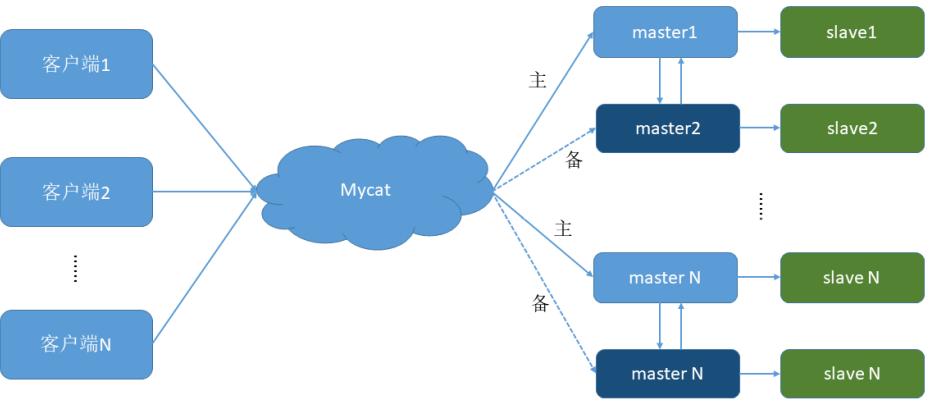 客户端1
客户端2
......
客户端N
Mycat
主
备
主
备
master1
slave1
master2
slave2
......
master N
slave N
master N
slave N